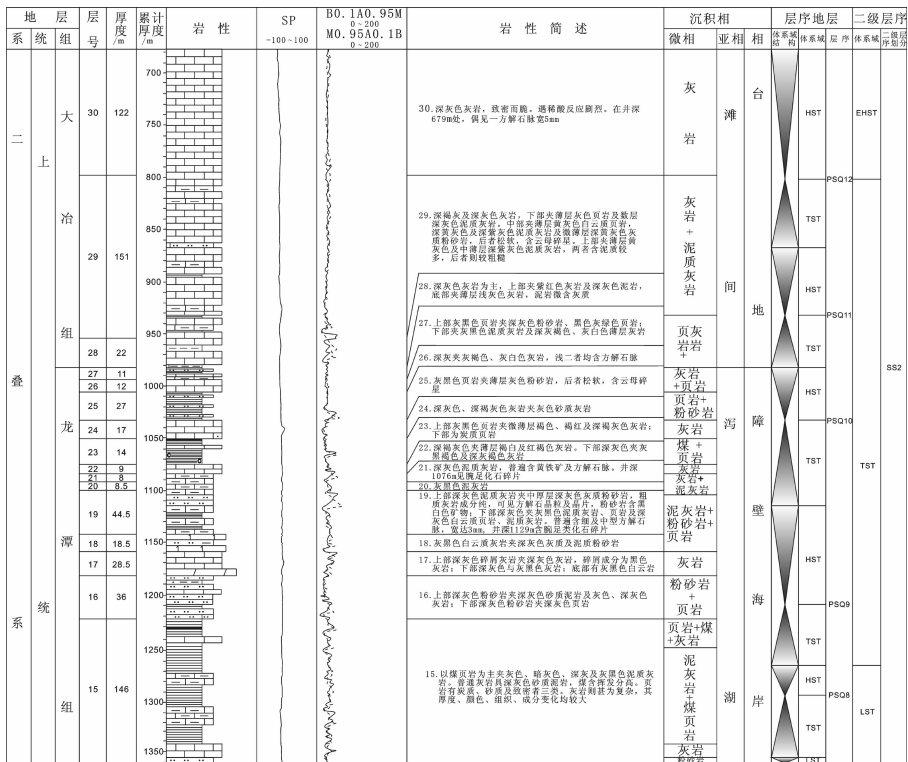 地 层
层号
厚度/m
累计厚度/m
岩 性
SP
-100~100
B0.1A0.95M
0~200
M0.95A0.1B
0~200
岩 性 简 述
沉积相
层序地层
二级层序
系
统
组
微相
亚相
相
体系域结构
体系域
层序
体系域
二级层序划分
二叠系
上统
大冶组
龙潭组
30 122
29 151
28 22
27 11
26 12
25 27
24 17
23 14
22 9
21 8
20 8.5
19 44.5
18 18.5
17 28.5
16 36
15 146
700
750
800
850
900
950
1000
1050
1100
1150
1200
1250
1300
1350
30.深灰色灰岩，致密而脆。遇稀酸反应剧烈。在井深
679m处，偶见一方解石脉宽5mm
29.深褐灰及深灰色灰岩，下部夹薄层灰色页岩及数层
深灰色泥质灰岩。中部夹薄层黄灰色白云质页岩，
深黄灰色及深紫灰色泥质灰岩及微薄层深黄灰色灰
质粉砂岩，后者松软，含云母碎星。上部夹薄层黄
灰色及中薄层深紫灰色泥质灰岩，两者含泥质较
多，后者则较粗糙
28.深灰色灰岩为主，上部夹紫红色灰岩及深灰色泥岩，
底部夹薄层浅灰色灰岩，泥岩微含灰质
27.上部灰黑色页岩夹深灰色粉砂岩、黑色灰绿色页岩；
下部夹灰黑色泥质灰岩及深灰褐色、灰白色薄层灰岩
26.深灰夹灰褐色、灰白色灰岩，浅二者均含方解石脉
25.灰黑色页岩夹薄层灰色粉砂岩，后者松软，含云母碎
星
24.深灰色、深褐灰色灰岩夹灰色砂质灰岩
23.上部灰黑色页岩夹微薄层褐色、褐红及深褐灰色灰岩；
下部为炭质页岩
22.深褐灰色夹薄层褐白及红褐色灰岩。下部深灰色夹灰
黑褐色及深灰褐色灰岩
21.深灰色泥质灰岩，普遍含黄铁矿及方解石脉。井深
1076m见腕足化石碎片
20.灰黑色泥灰岩
19.上部深灰色泥质灰岩夹中厚层深灰色灰质粉砂岩，粗
质灰岩成分纯，可见方解石晶粒及晶片，粉砂岩含黑
白色矿物；下部深灰色夹灰黑色泥质灰岩、页岩及深
灰色白云质页岩、泥质灰岩。普遍含细及中型方解石
脉，宽达3mm，井深1129m含腕足类化石碎片
18.灰黑色白云质灰岩夹深灰色灰质及泥质粉砂岩
17.上部深灰色碎屑灰岩夹深灰色灰岩，碎屑成分为黑色
灰岩；下部深灰色与灰黑色灰岩；底部有灰黑色白云岩
16.上部深灰色粉砂岩夹深灰色砂质泥岩及灰色、深灰色
灰岩；下部深灰色粉砂岩夹深灰色页岩
15.以煤页岩为主夹灰色、暗灰色、深灰及灰黑色泥质灰
岩。普通灰岩具深灰色砂质泥岩，煤含挥发分高。页
岩有炭质、砂质及致密者三类。灰岩则甚为复杂，其
厚度、颜色、组织、成分变化均较大
灰岩
灰岩+泥质灰岩
页灰
岩岩
+
灰岩
+页岩
页岩+
粉砂岩
灰岩
煤 +
页岩
灰岩
灰岩+
泥灰岩
泥灰岩+
粉砂岩+
页岩
灰岩
粉砂岩
+
页岩
页岩+煤
+灰岩
泥灰岩+煤页岩
灰岩
粉砂岩
滩间
泻湖
台地
障壁海岸
HST
TST
HST
TST
HST
TST
HST
TST
HST
TST
LST
PSQ12
PSQ11
PSQ10
PSQ9
PSQ8
EHST
TST
LST
SS2